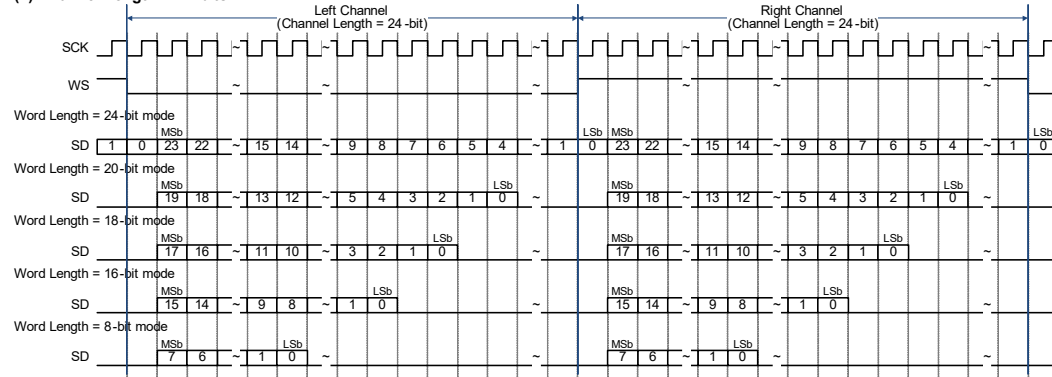 Left Channel
(Channel Length = 24-bit)
Right Channel
(Channel Length = 24-bit)
SCK ~ ~ ~ ~
WS ~ ~ ~ ~
Word Length = 24-bit mode
MSb LSb MSb LSb
SD 1 0 23 22 ~ 15 14 ~ 9 8 7 6 5 4 ~ 1 0 23 22 ~ 15 14 ~ 9 8 7 6 5 4 ~ 1 0
Word Length = 20-bit mode
MSb LSb MSb LSb
SD 19 18 ~ 13 12 ~ 5 4 3 2 1 0 ~ 19 18 ~ 13 12 ~ 5 4 3 2 1 0 ~
Word Length = 18-bit mode
MSb LSb MSb LSb
SD 17 16 ~ 11 10 ~ 3 2 1 0 ~ 17 16 ~ 11 10 ~ 3 2 1 0 ~
Word Length = 16-bit mode
MSb LSb MSb LSb
SD 15 14 ~ 9 8 ~ 1 0 ~ 15 14 ~ 9 8 ~ 1 0 ~
Word Length = 8-bit mode
MSb LSb MSb LSb
SD 7 6 ~ 1 0 ~ ~ 7 6 ~ 1 0 ~ ~